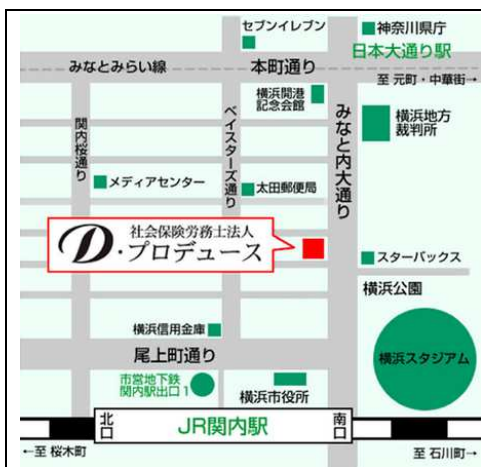 セブンイレブン
神奈川県庁
日本大通り駅
みなとみらい線
本町通り
至 元町・中華街→
横浜開港
記念会館
横浜地方
裁判所
関内桜通り
ベイスターズ通り
みなと内大通り
メディアセンター
太田郵便局
社会保険労務士法人
D・プロデュース
スターバックス
横浜公園
横浜信用金庫
尾上町通り
横浜スタジアム
市営地下鉄
関内駅出口1
横浜市役所
北口
JR関内駅
南口
←至 桜木町
至 石川町→